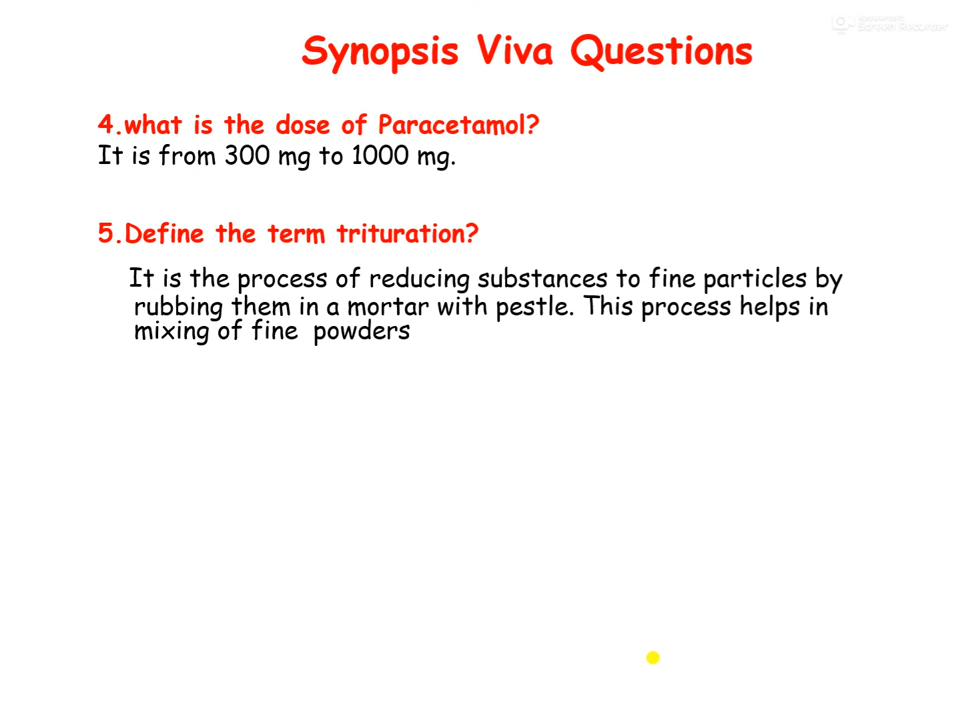 Screen Recorder
Synopsis Viva Questions
4.what is the dose of Paracetamol?
It is from 300 mg to 1000 mg.
5.Define the term trituration?
It is the process of reducing substances to fine particles by
rubbing them in a mortar with pestle. This process helps in
mixing of fine powders